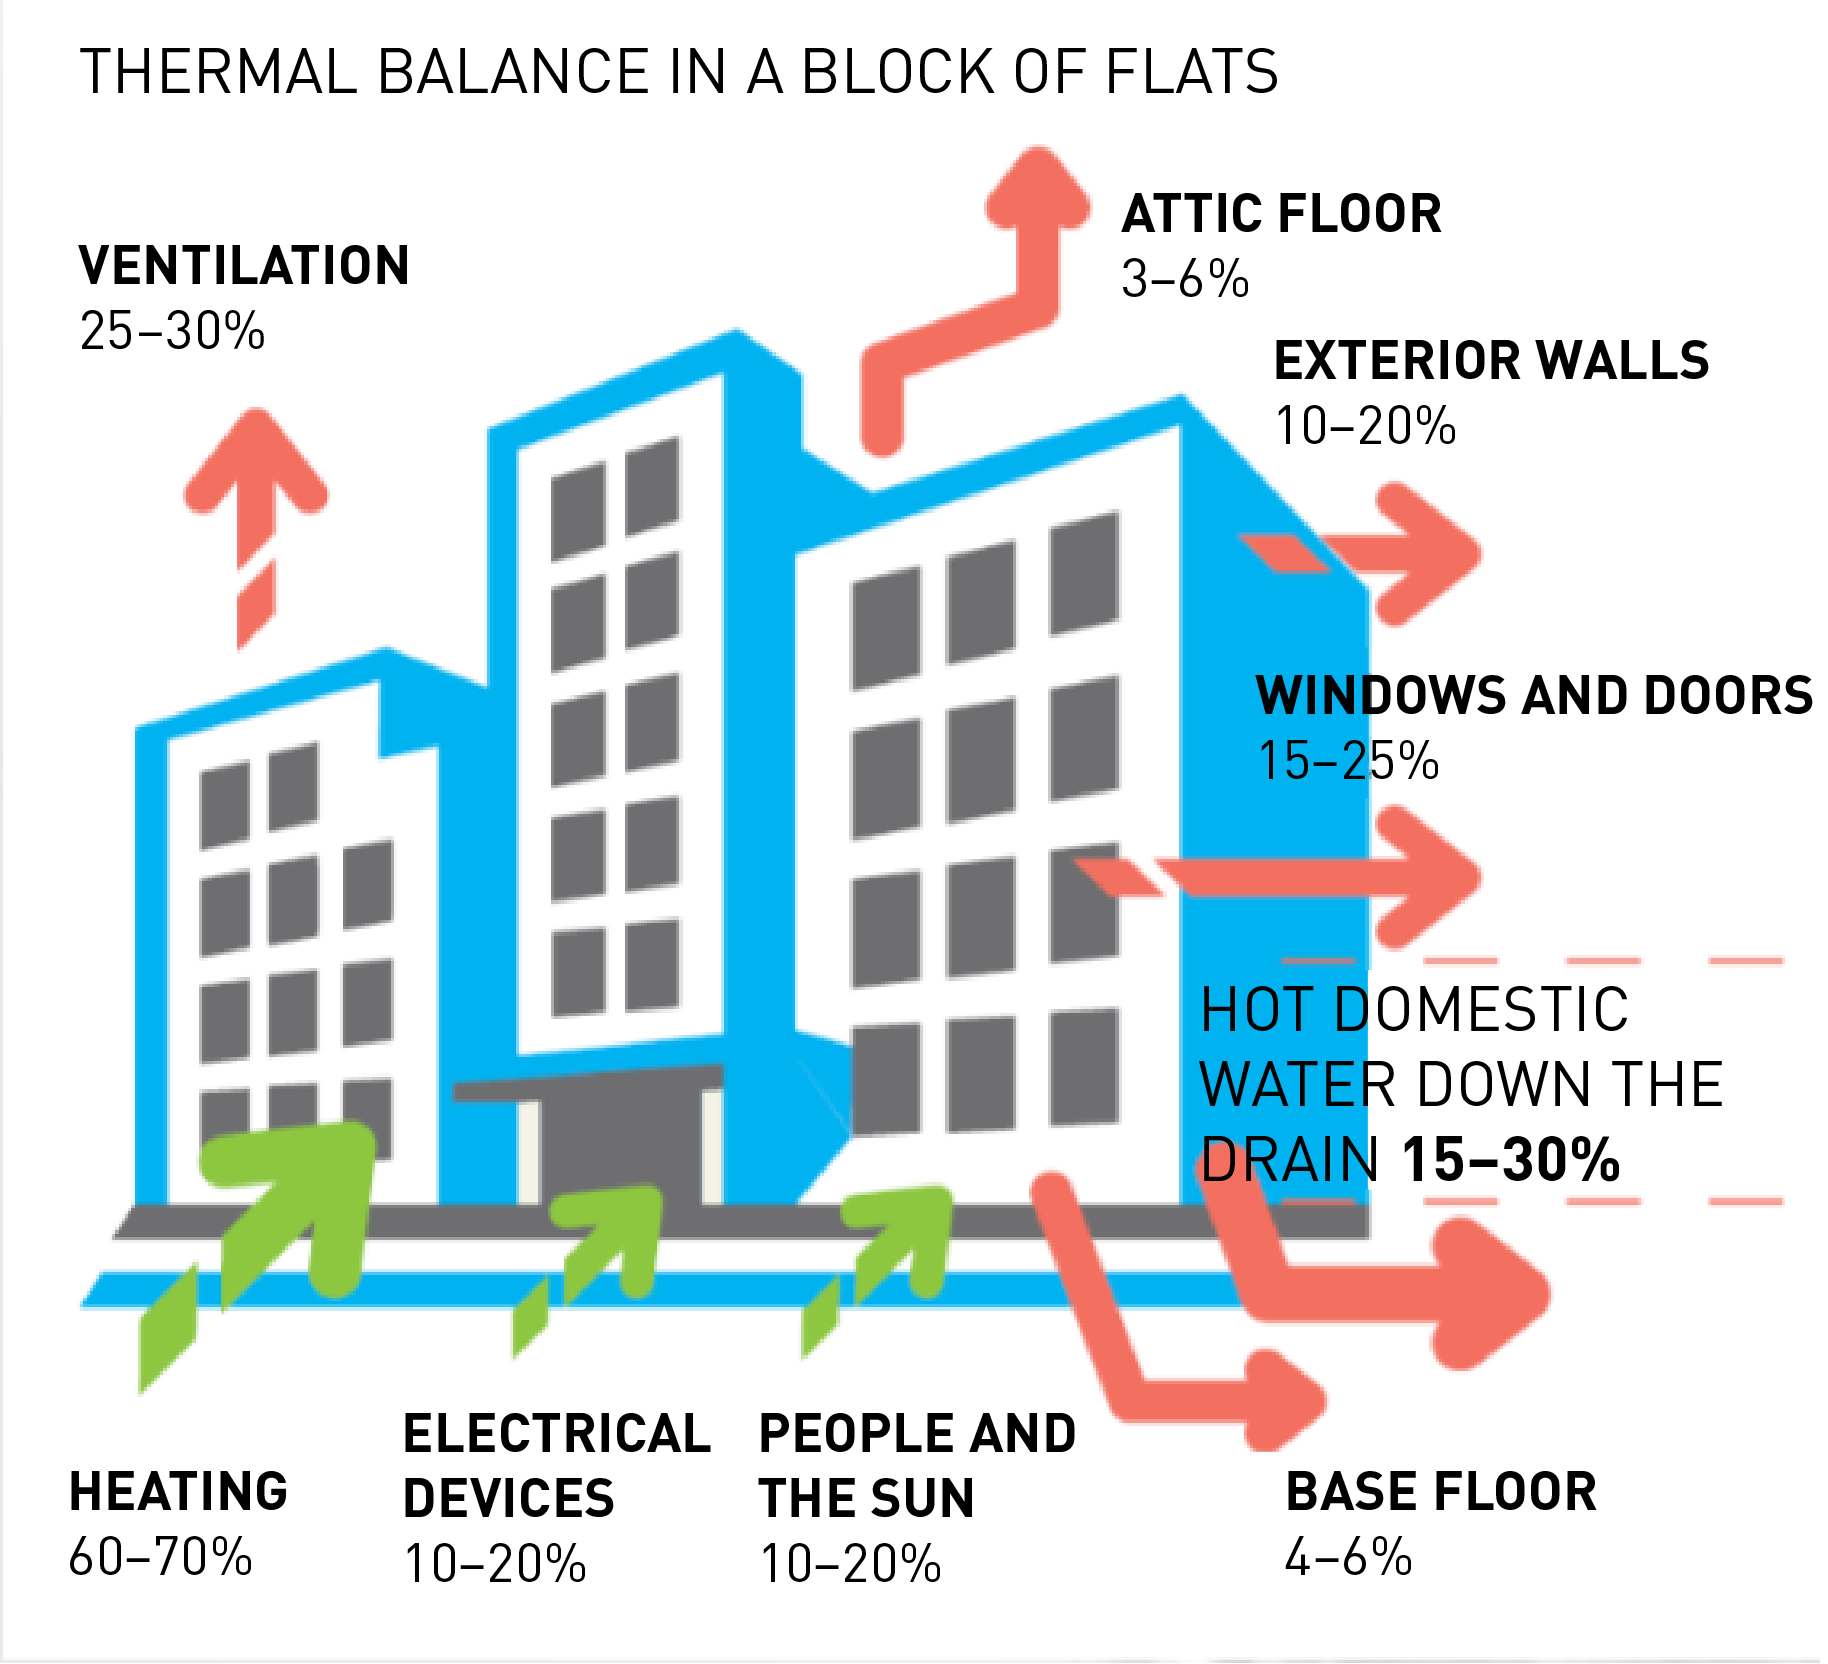 THERMAL BALANCE IN A BLOCK OF FLATS
VENTILATION
25–30%
ATTIC FLOOR
3–6%
EXTERIOR WALLS
10–20%
WINDOWS AND DOORS
15–25%
HOT DOMESTIC
WATER DOWN THE
DRAIN 15–30%
HEATING
60–70%
ELECTRICAL
DEVICES
10–20%
PEOPLE AND
THE SUN
10–20%
BASE FLOOR
4–6%